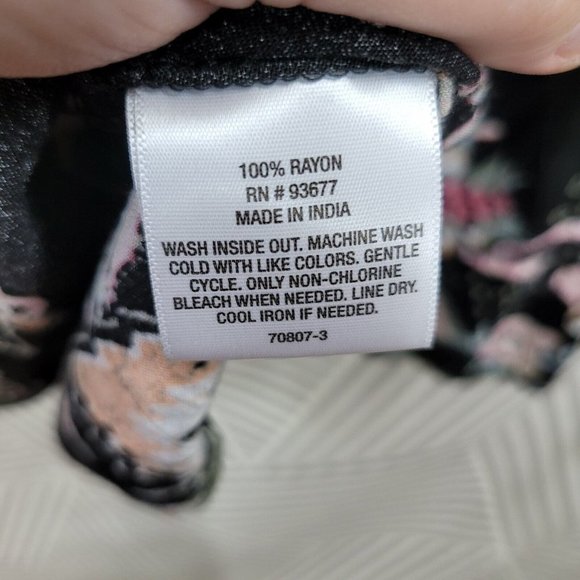 100% RAYON
RN # 93677
MADE IN INDIA
WASH INSIDE OUT. MACHINE WASH
COLD WITH LIKE COLORS. GENTLE
CYCLE. ONLY NON-CHLORINE
BLEACH WHEN NEEDED. LINE DRY.
COOL IRON IF NEEDED.
70807-3